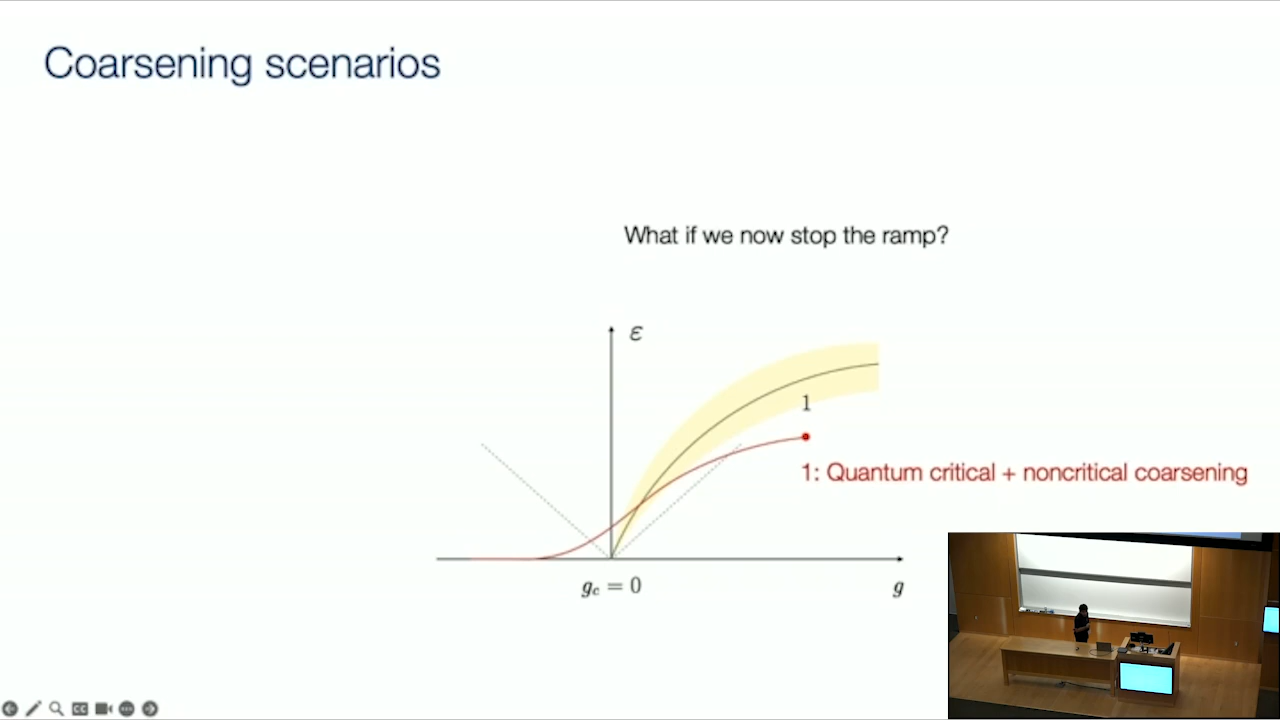 Coarsening scenarios
What if we now stop the ramp?
ε
1
1: Quantum critical + noncritical coarsening
g_c = 0
g